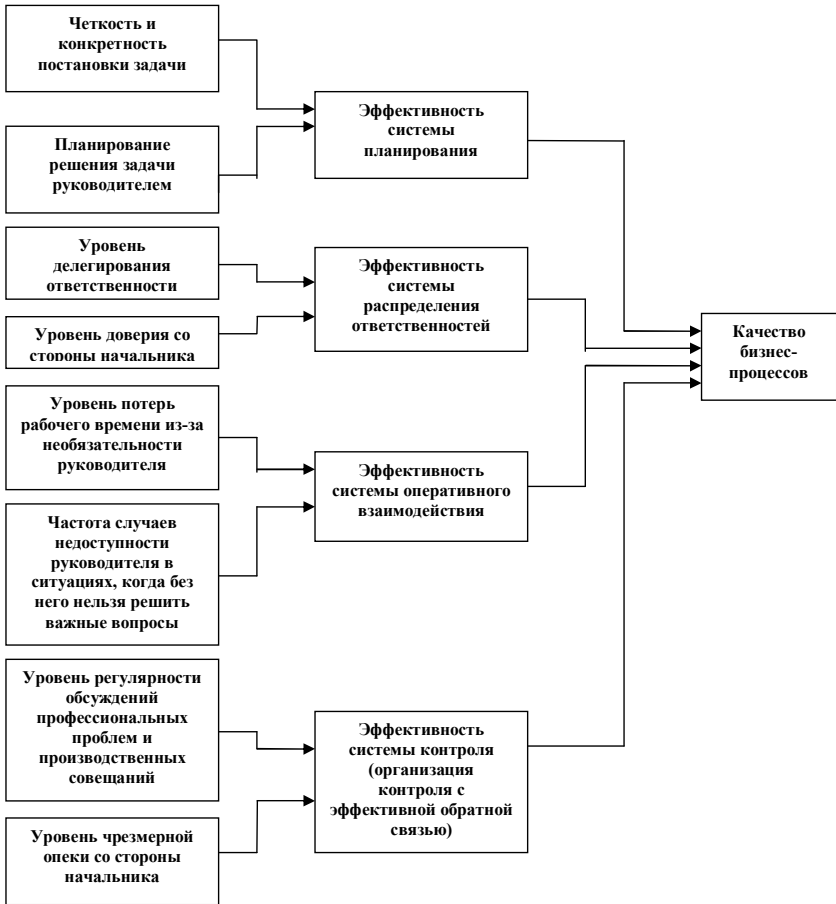 Четкость и
конкретность
постановки задачи
Планирование
решения задачи
руководителем
Эффективность
системы
планирования
Уровень
делегирования
ответственности
Уровень доверия со
стороны начальника
Эффективность
системы
распределения
ответственностей
Уровень потерь
рабочего времени из-за
необязательности
руководителя
Частота случаев
недоступности
руководителя в
ситуациях, когда без
него нельзя решить
важные вопросы
Эффективность
системы оперативного
взаимодействия
Уровень регулярности
обсуждений
профессиональных
проблем и
производственных
совещаний
Уровень чрезмерной
опеки со стороны
начальника
Эффективность
системы контроля
(организация
контроля с
эффективной обратной
связью)
Качество
бизнес-
процессов